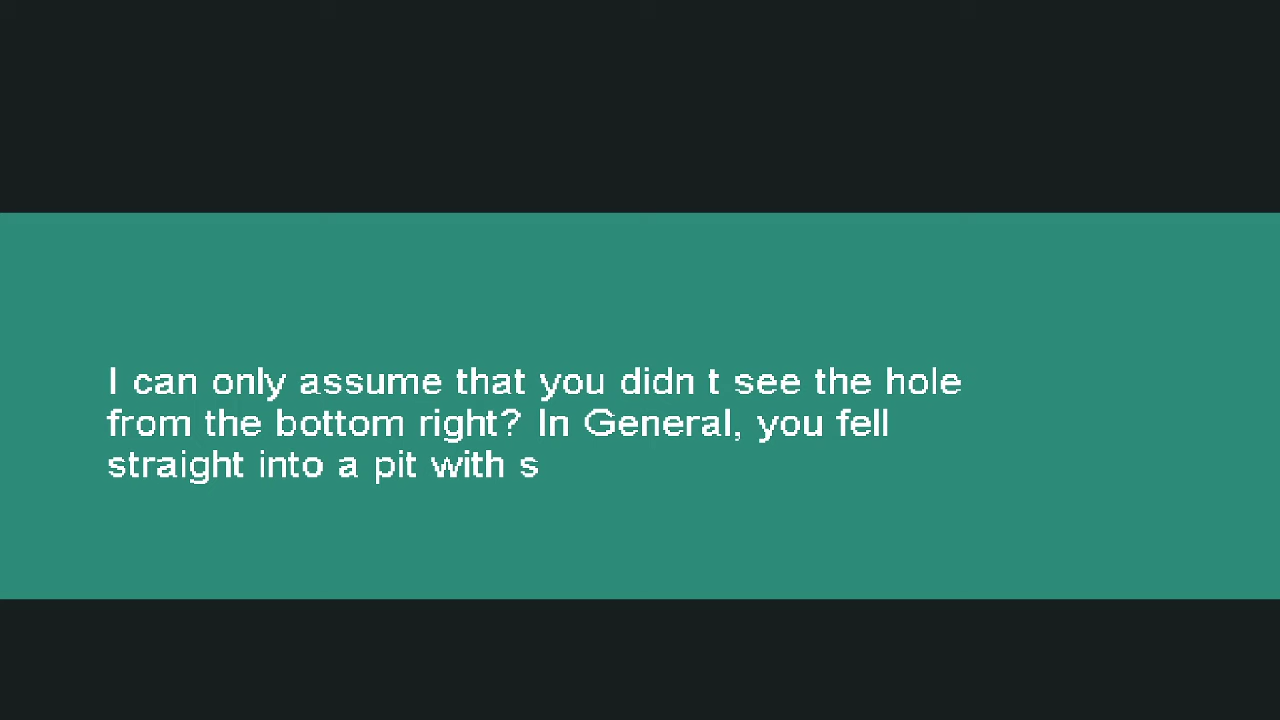 I can only assume that you didn t see the hole
from the bottom right? In General, you fell
straight into a pit with s